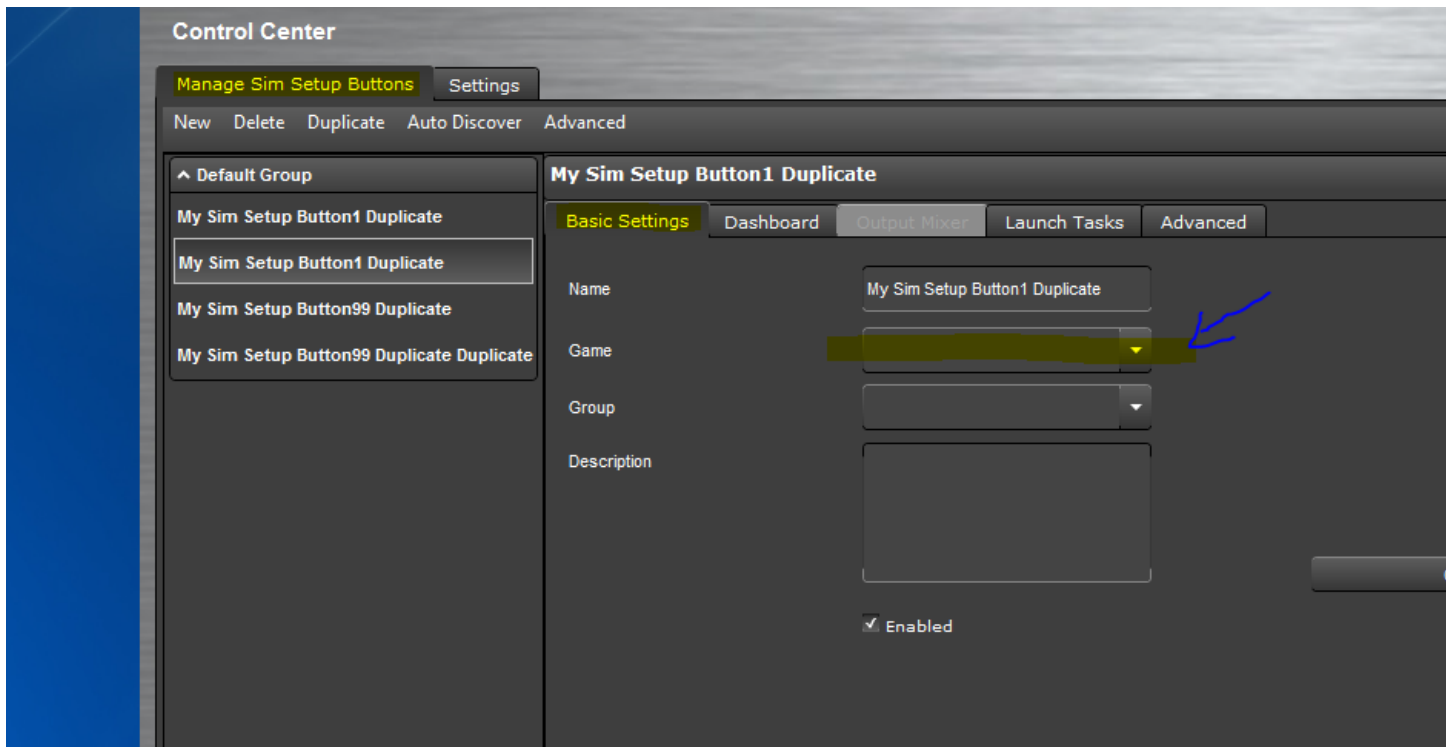 Control Center
Manage Sim Setup Buttons Settings
New Delete Duplicate Auto Discover Advanced
Default Group
My Sim Setup Button1 Duplicate
My Sim Setup Button1 Duplicate
My Sim Setup Button99 Duplicate
My Sim Setup Button99 Duplicate Duplicate
My Sim Setup Button1 Duplicate
Basic Settings Dashboard Output Mixer Launch Tasks Advanced
Name My Sim Setup Button1 Duplicate
Game
Group
Description
Enabled